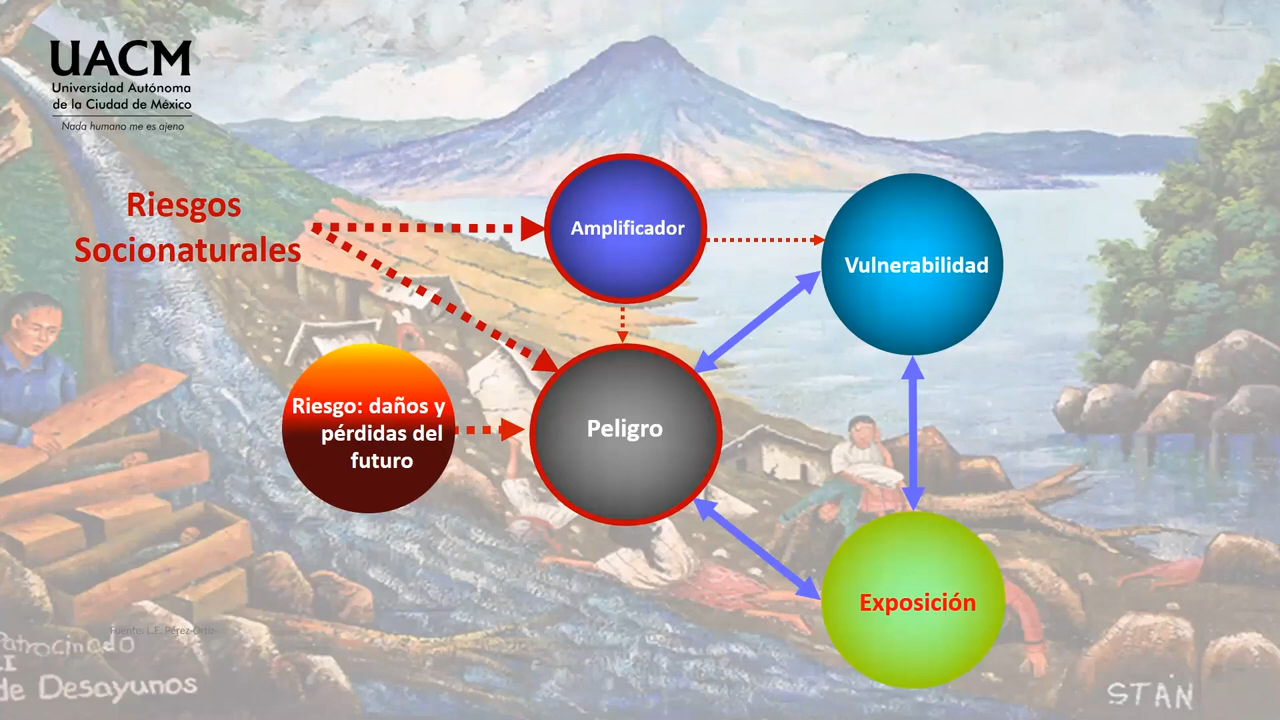 UACM
Universidad Autónoma
de la Ciudad de México
Nada humano me es ajeno
Riesgos
Socionaturales
Amplificador
Vulnerabilidad
Riesgo: daños y
pérdidas del
futuro
Peligro
Exposición
Fuente: L.E. Pérez-Ortiz
Patrocinado
de Desayunos
STAN